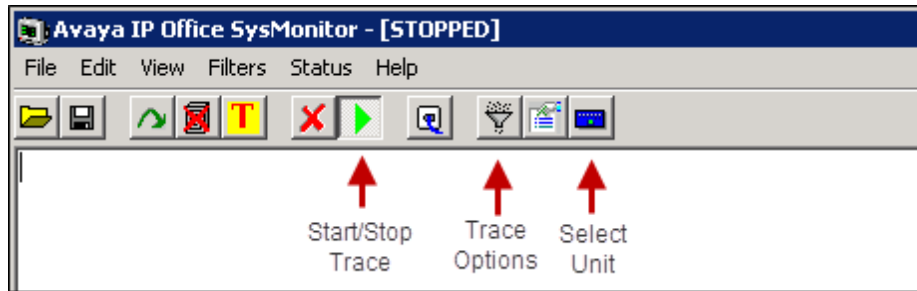 Avaya IP Office SysMonitor - [STOPPED]
File Edit View Filters Status Help
T
Start/Stop
Trace
Trace
Options
Select
Unit